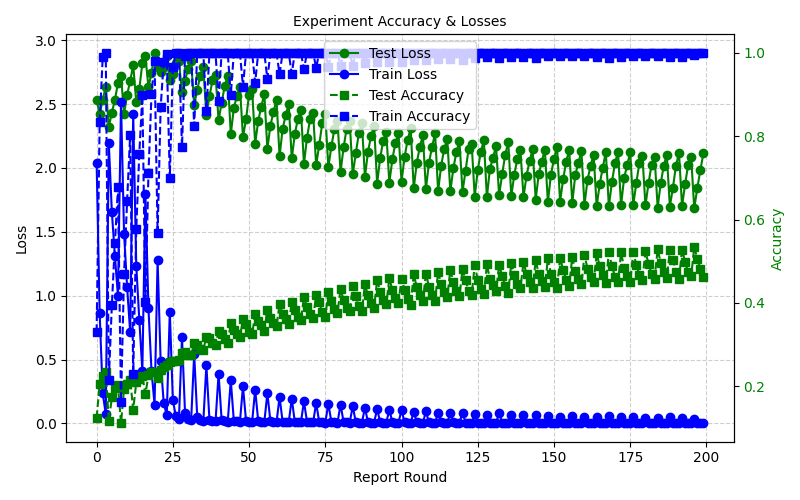 Experiment Accuracy & Losses
3.0
2.5
2.0
1.5
1.0
0.5
0.0
Loss
1.0
0.8
0.6
0.4
0.2
Accuracy
Test Loss
Train Loss
Test Accuracy
Train Accuracy
0
25
50
75
100
125
150
175
200
Report Round